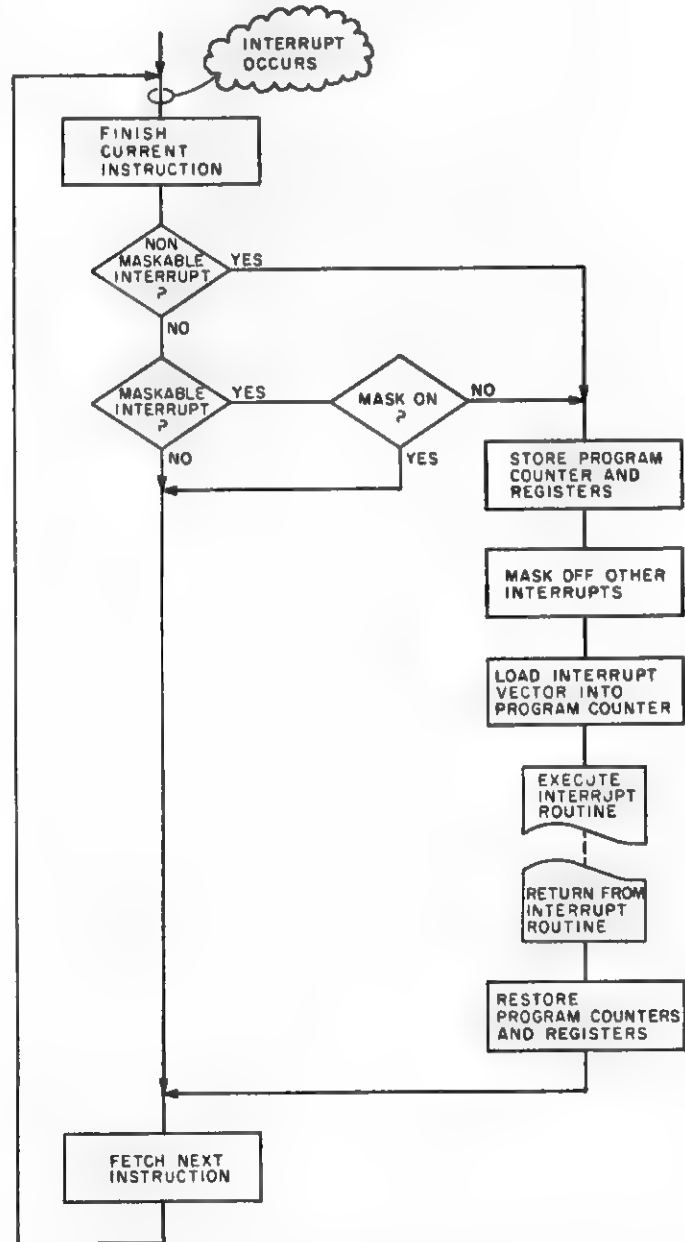 INTERRUPT
OCCURS
FINISH
CURRENT
INSTRUCTION
NON
MASKABLE
INTERRUPT
?
YES
NO
MASKABLE
INTERRUPT
?
YES
MASK ON
?
NO
NO
YES
STORE PROGRAM
COUNTER AND
REGISTERS
MASK OFF OTHER
INTERRUPTS
LOAD INTERRUPT
VECTOR INTO
PROGRAM COUNTER
EXECUTE
INTERRUPT
ROUTINE
RETURN FROM
INTERRUPT
ROUTINE
RESTORE
PROGRAM COUNTERS
AND REGISTERS
FETCH NEXT
INSTRUCTION